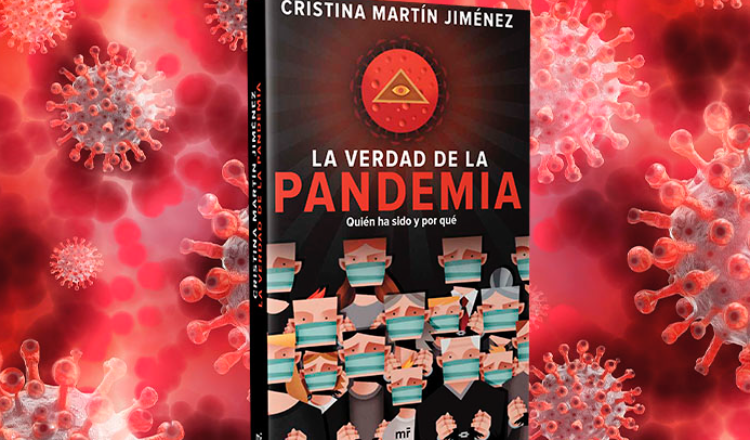 CRISTINA MARTÍN JIMÉNEZ
LA VERDAD DE LA
PANDEMIA
Quién ha sido y por qué
mr̄
CRISTINA MARTÍN JIMÉNEZ
LA VERDAD DE LA PANDEMIA